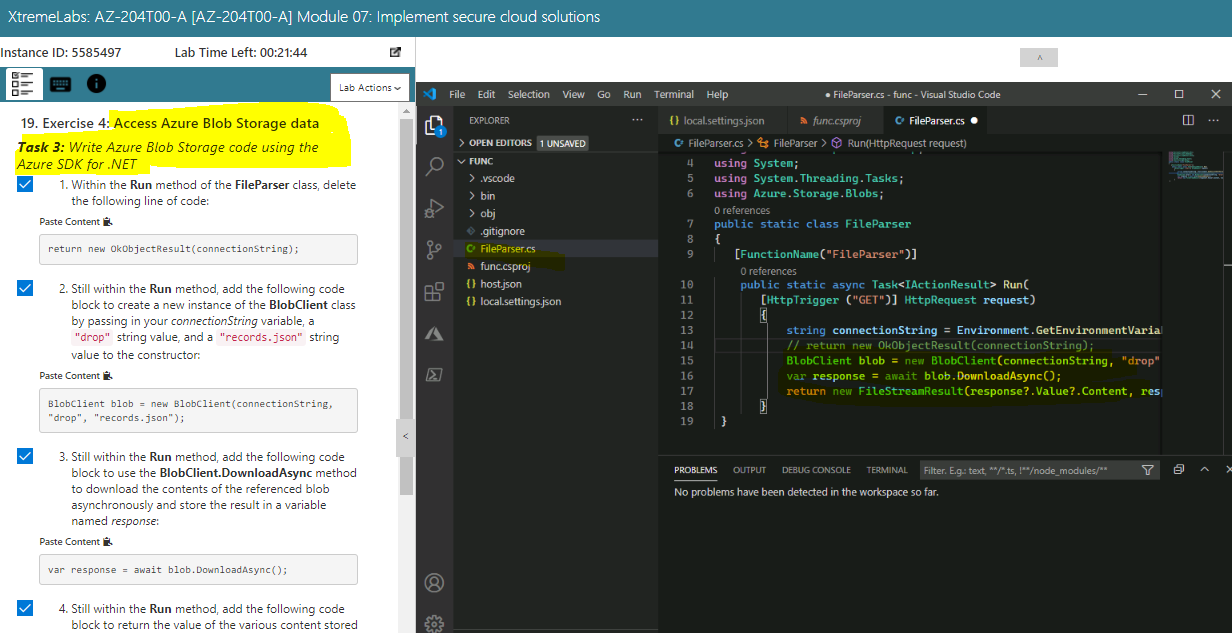 XtremeLabs: AZ-204T00-A [AZ-204T00-A] Module 07: Implement secure cloud solutions
Instance ID: 5585497
Lab Time Left: 00:21:44
Lab Actions
19. Exercise 4: Access Azure Blob Storage data
Task 3: Write Azure Blob Storage code using the
Azure SDK for .NET
1. Within the Run method of the FileParser class, delete
the following line of code:
Paste Content
return new OkObjectResult(connectionString);
2. Still within the Run method, add the following code
block to create a new instance of the BlobClient class
by passing in your connectionString variable, a
"drop" string value, and a "records.json" string
value to the constructor:
Paste Content
BlobClient blob = new BlobClient(connectionString,
"drop", "records.json");
3. Still within the Run method, add the following code
block to use the BlobClient.DownloadAsync method
to download the contents of the referenced blob
asynchronously and store the result in a variable
named response:
Paste Content
var response = await blob.DownloadAsync();
4. Still within the Run method, add the following code
block to return the value of the various content stored
File Edit Selection View Go Run Terminal Help
● FileParser.cs - func - Visual Studio Code
EXPLORER
OPEN EDITORS 1 UNSAVED
FUNC
.vscode
bin
obj
.gitignore
FileParser.cs
func.csproj
host.json
local.settings.json
1
local.settings.json
func.csproj
FileParser.cs
FileParser.cs > FileParser > Run(HttpRequest request)
4 using System;
5 using System.Threading.Tasks;
6 using Azure.Storage.Blobs;
0 references
7 public static class FileParser
8 {
9 [FunctionName("FileParser")]
0 references
10 public static async Task<IActionResult> Run(
11 [HttpTrigger ("GET")] HttpRequest request)
12 {
13 string connectionString = Environment.GetEnvironmentVaria
14 // return new OkObjectResult(connectionString);
15 BlobClient blob = new BlobClient(connectionString, "drop"
16 var response = await blob.DownloadAsync();
17 return new FileStreamResult(response?.Value?.Content, res
18 }
19 }
PROBLEMS OUTPUT DEBUG CONSOLE TERMINAL
Filter. E.g.: text, **/*.ts, !**/node_modules/**
No problems have been detected in the workspace so far.